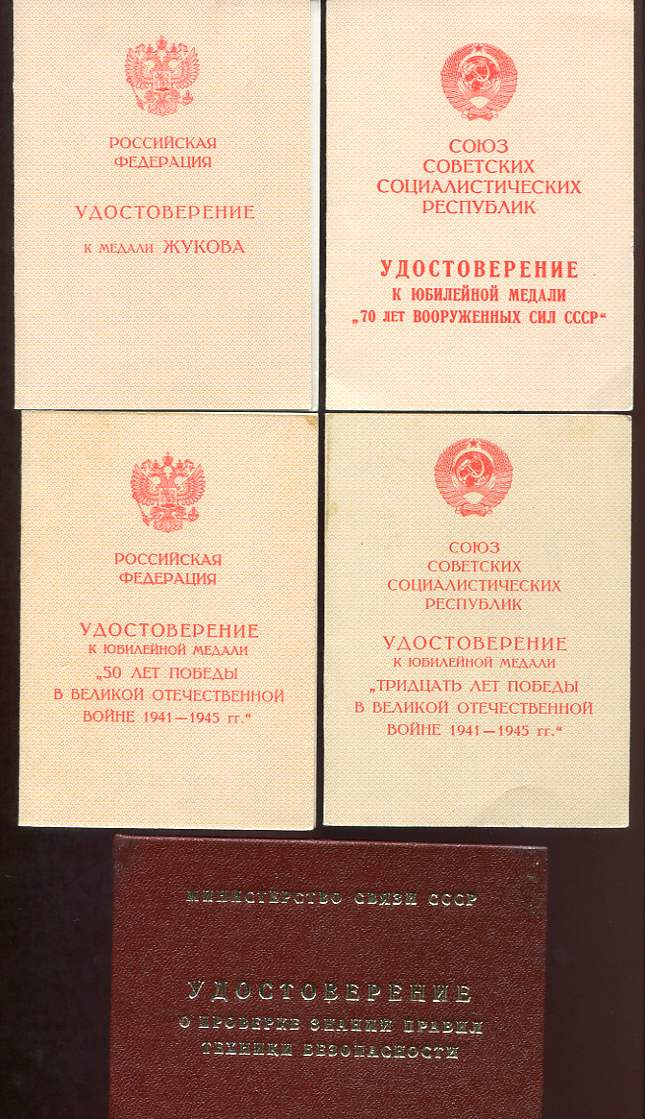 РОССИЙСКАЯ
ФЕДЕРАЦИЯ
УДОСТОВЕРЕНИЕ
К МЕДАЛИ ЖУКОВА
СОЮЗ
СОВЕТСКИХ
СОЦИАЛИСТИЧЕСКИХ
РЕСПУБЛИК
УДОСТОВЕРЕНИЕ
К ЮБИЛЕЙНОЙ МЕДАЛИ
„70 ЛЕТ ВООРУЖЕННЫХ СИЛ СССР“
РОССИЙСКАЯ
ФЕДЕРАЦИЯ
УДОСТОВЕРЕНИЕ
К ЮБИЛЕЙНОЙ МЕДАЛИ
„50 ЛЕТ ПОБЕДЫ
В ВЕЛИКОЙ ОТЕЧЕСТВЕННОЙ
ВОЙНЕ 1941—1945 гг.“
СОЮЗ
СОВЕТСКИХ
СОЦИАЛИСТИЧЕСКИХ
РЕСПУБЛИК
УДОСТОВЕРЕНИЕ
К ЮБИЛЕЙНОЙ МЕДАЛИ
„ТРИДЦАТЬ ЛЕТ ПОБЕДЫ
В ВЕЛИКОЙ ОТЕЧЕСТВЕННОЙ
ВОЙНЕ 1941—1945 гг.“
МИНИСТЕРСТВО СВЯЗИ СССР
УДОСТОВЕРЕНИЕ
О ПРОВЕРКЕ ЗНАНИЙ ПРАВИЛ
ТЕХНИКИ БЕЗОПАСНОСТИ